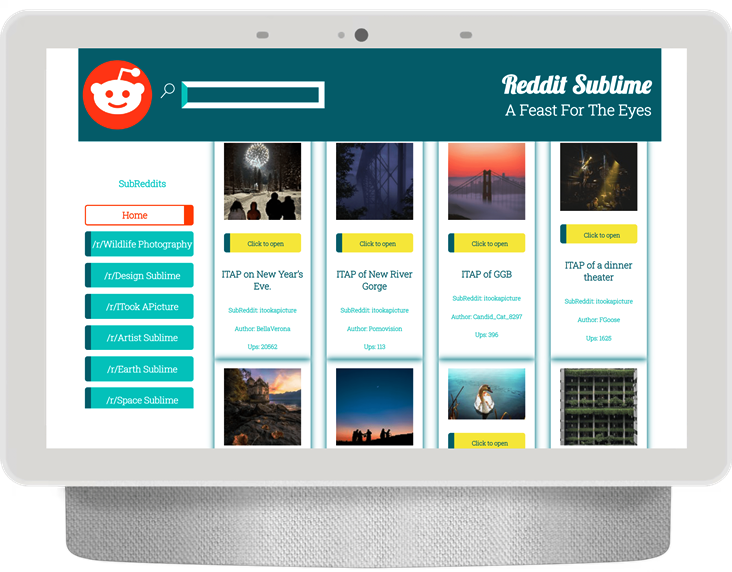 Reddit Sublime
A Feast For The Eyes
SubReddits
Home
/r/Wildlife Photography
/r/Design Sublime
/r/ITook APicture
/r/Artist Sublime
/r/Earth Sublime
/r/Space Sublime
Click to open
ITAP on New Year's
Eve.
SubReddit: itookapicture
Author: BellaVerona
Ups: 20562
Click to open
ITAP of New River
Gorge
SubReddit: itookapicture
Author: Pornovision
Ups: 113
Click to open
ITAP of GGB
SubReddit: itookapicture
Author: Candid_Cat_8297
Ups: 396
Click to open
ITAP of a dinner
theater
SubReddit: itookapicture
Author: FGoose
Ups: 1625
Click to open